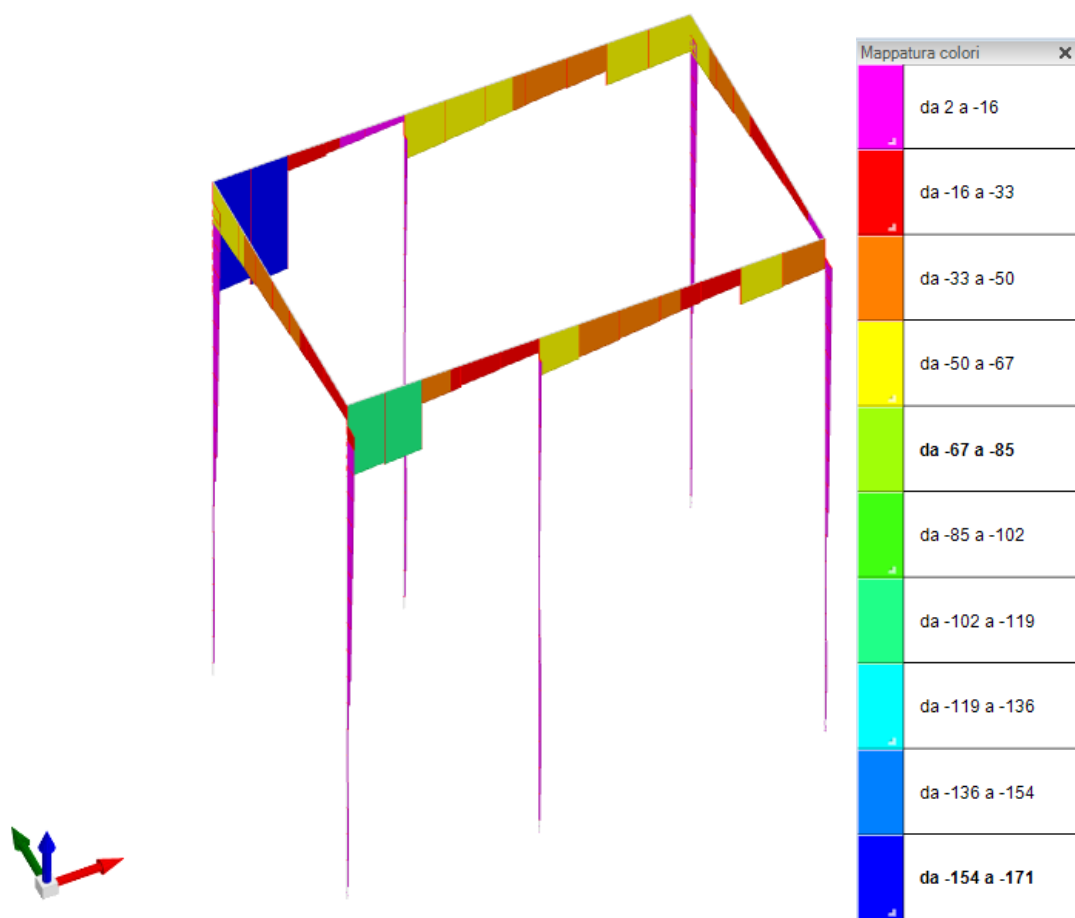 Mappatura colori
da 2 a -16
da -16 a -33
da -33 a -50
da -50 a -67
da -67 a -85
da -85 a -102
da -102 a -119
da -119 a -136
da -136 a -154
da -154 a -171